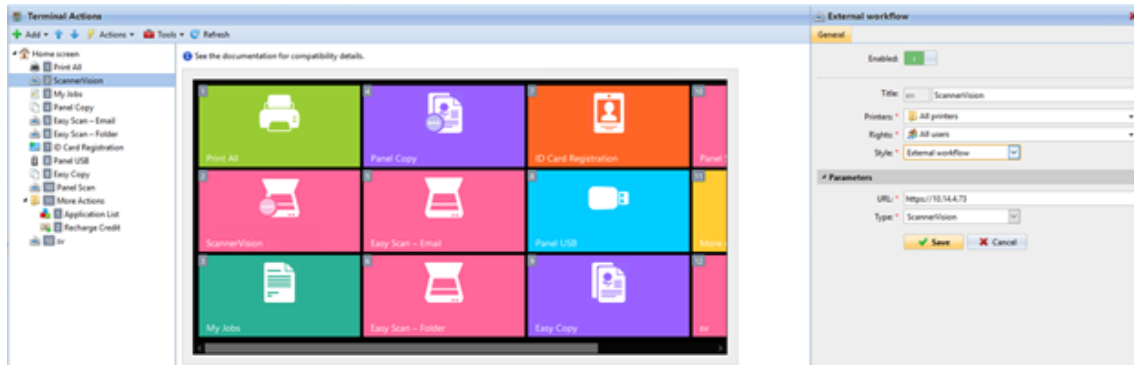 Terminal Actions
Add
Actions
Tools
Refresh
Home screen
Print All
ScannerVision
My Jobs
Panel Copy
Easy Scan – Email
Easy Scan – Folder
ID Card Registration
Panel USB
Easy Copy
Panel Scan
More Actions
Application List
Recharge Credit
sv
See the documentation for compatibility details.
1
Print All
4
Panel Copy
7
ID Card Registration
10
Panel
2
ScannerVision
5
Easy Scan – Email
8
Panel USB
11
More
3
My Jobs
6
Easy Scan – Folder
9
Easy Copy
12
sv
External workflow
General
Enabled:
Title: en ScannerVision
Printers: * All printers
Rights: * All users
Style: * External workflow
Parameters
URL: * https://10.14.4.73
Type: * ScannerVision
Save
Cancel